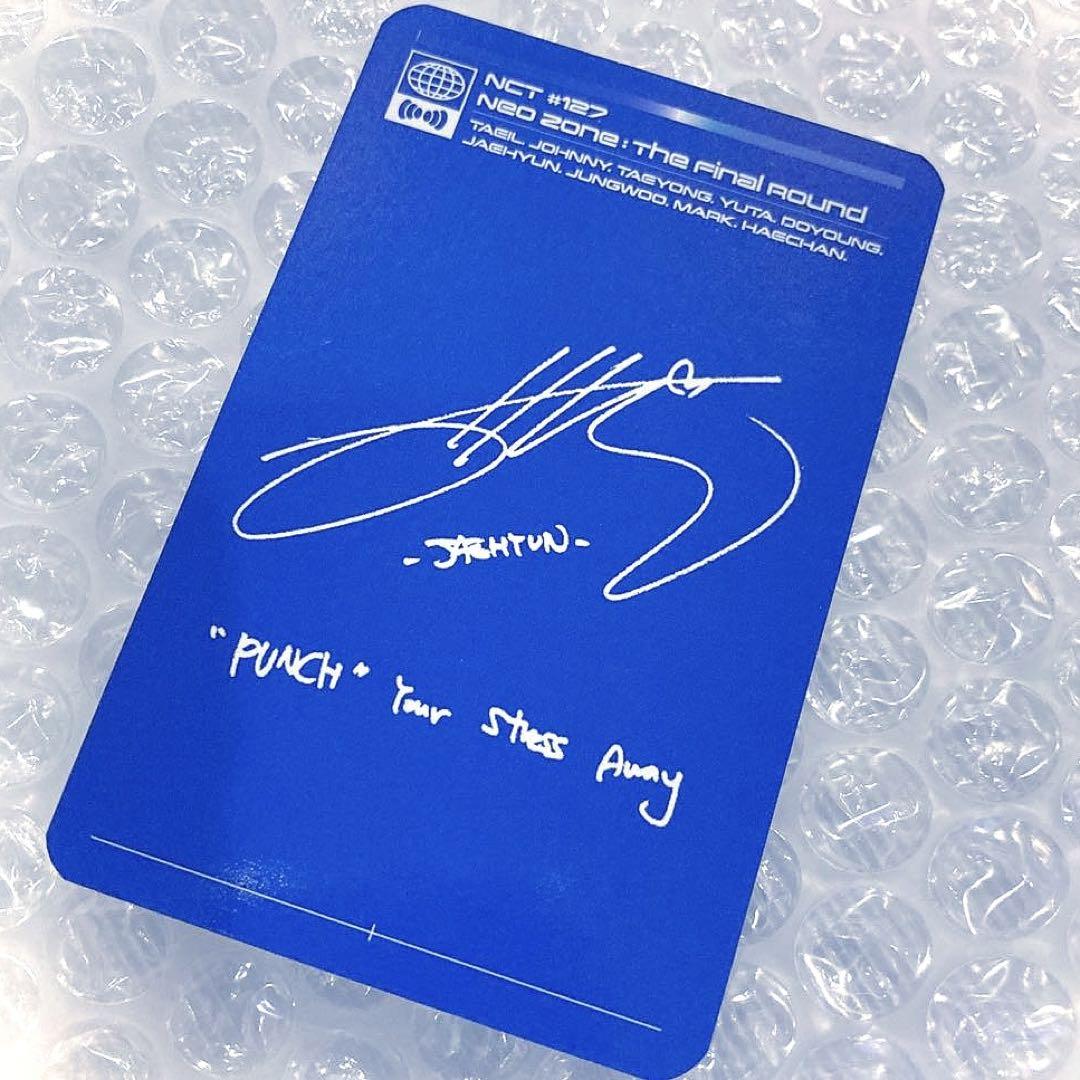 NCT #127
Neo Zone : The Final Round
TAEIL. JOHNNY. TAEYONG. YUTA. DOYOUNG.
JAEHYUN. JUNGWOO. MARK. HAECHAN.
- JAEHYUN -
"PUNCH" Your Stress Away